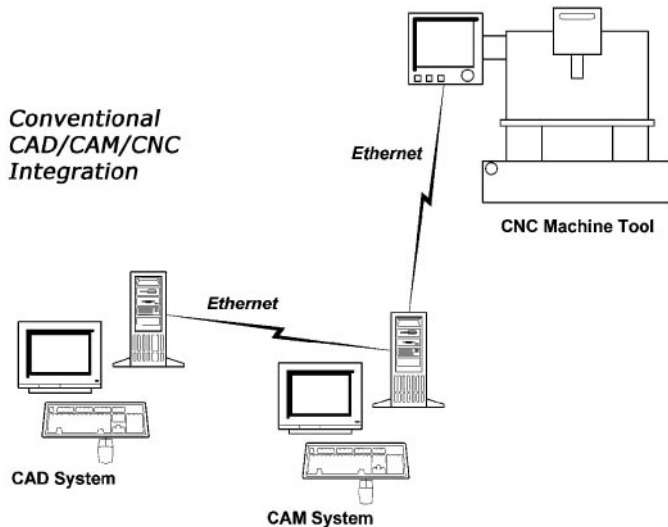 Conventional
CAD/CAM/CNC
Integration
Ethernet
CNC Machine Tool
Ethernet
CAD System
CAM System